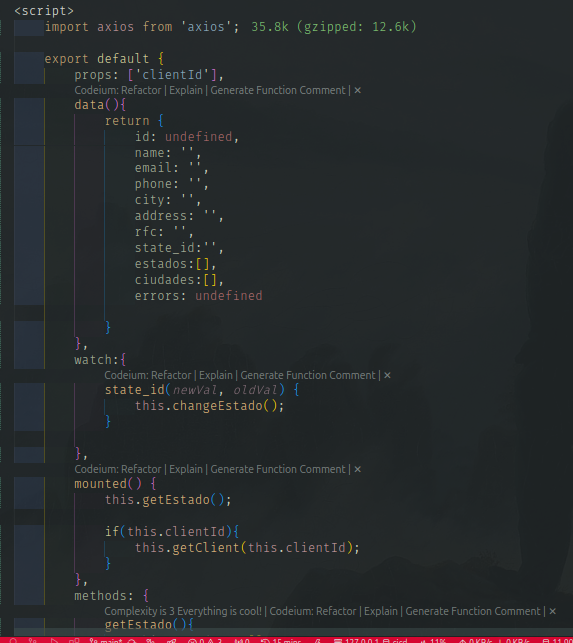 <script>
import axios from 'axios'; 35.8k (gzipped: 12.6k)
export default {
props: ['clientId'],
Codeium: Refactor | Explain | Generate Function Comment | ×
data(){
return {
id: undefined,
name: '',
email: '',
phone: '',
city: '',
address: '',
rfc: '',
state_id:'',
estados:[],
ciudades:[],
errors: undefined
}
},
watch:{
Codeium: Refactor | Explain | Generate Function Comment | ×
state_id(newVal, oldVal) {
this.changeEstado();
}
},
Codeium: Refactor | Explain | Generate Function Comment | ×
mounted() {
this.getEstado();
if(this.clientId){
this.getClient(this.clientId);
}
},
methods: {
Complexity is 3 Everything is cool! | Codeium: Refactor | Explain | Generate Function Comment | ×
getEstado(){